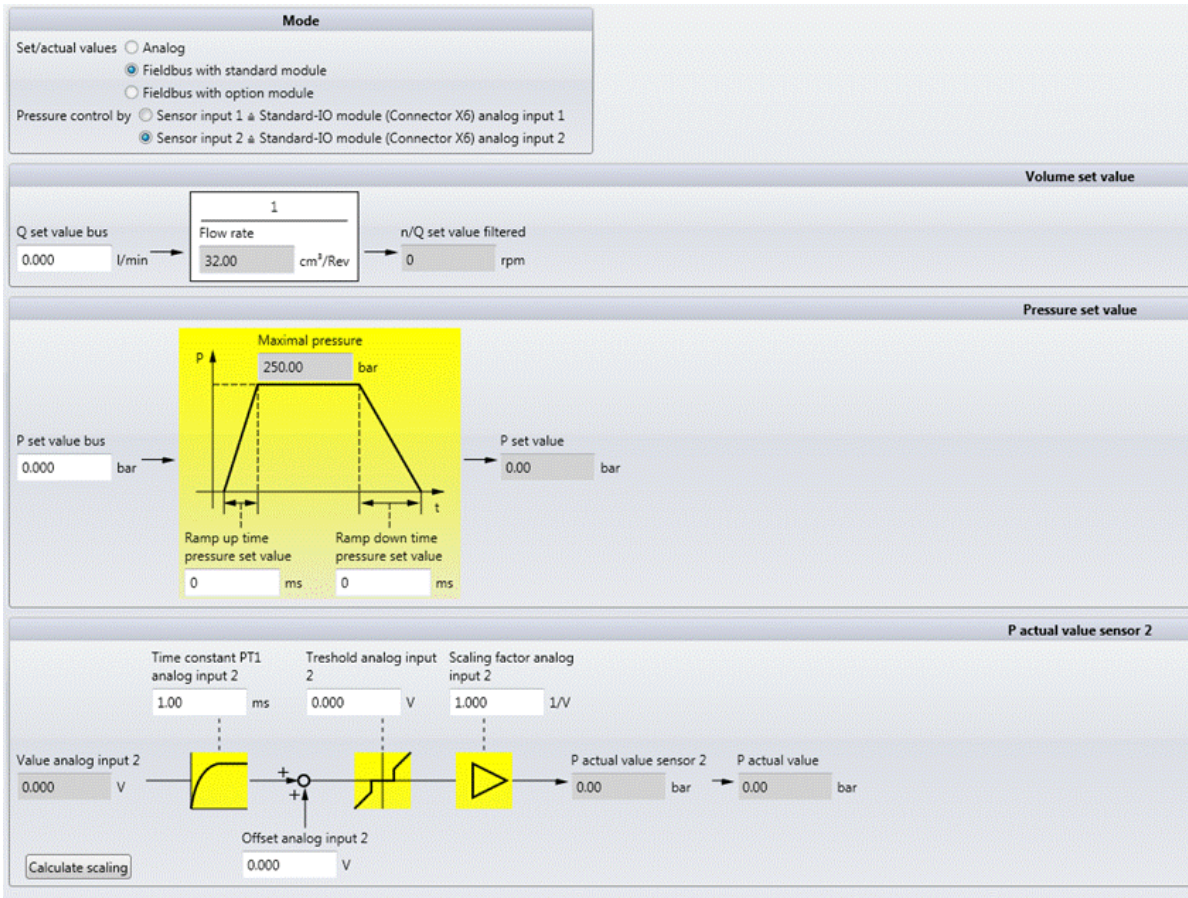 Mode
Set/actual values Analog
Fieldbus with standard module
Fieldbus with option module
Pressure control by Sensor input 1 ≙ Standard-IO module (Connector X6) analog input 1
Sensor input 2 ≙ Standard-IO module (Connector X6) analog input 2
Volume set value
1
Q set value bus Flow rate n/Q set value filtered
0.000 l/min 32.00 cm³/Rev 0 rpm
Pressure set value
Maximal pressure
P 250.00 bar
P set value bus P set value
0.000 bar 0.00 bar
t
Ramp up time Ramp down time
pressure set value pressure set value
0 ms 0 ms
P actual value sensor 2
Time constant PT1 Treshold analog input Scaling factor analog
analog input 2 2 input 2
1.00 ms 0.000 V 1.000 1/V
Value analog input 2 P actual value sensor 2 P actual value
0.000 V + + 0.00 bar 0.00 bar
Offset analog input 2
Calculate scaling 0.000 V